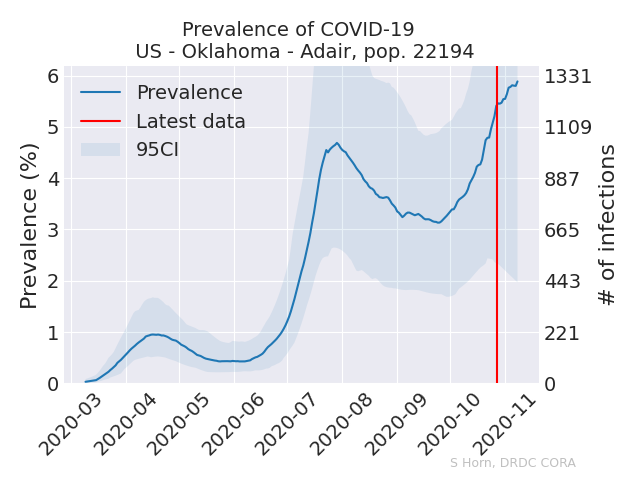 Prevalence of COVID-19
US - Oklahoma - Adair, pop. 22194
Prevalence
Latest data
95CI
Prevalence (%)
6
5
4
3
2
1
0
1331
1109
887
665
443
221
0
# of infections
2020-03
2020-04
2020-05
2020-06
2020-07
2020-08
2020-09
2020-10
2020-11
S Horn, DRDC CORA